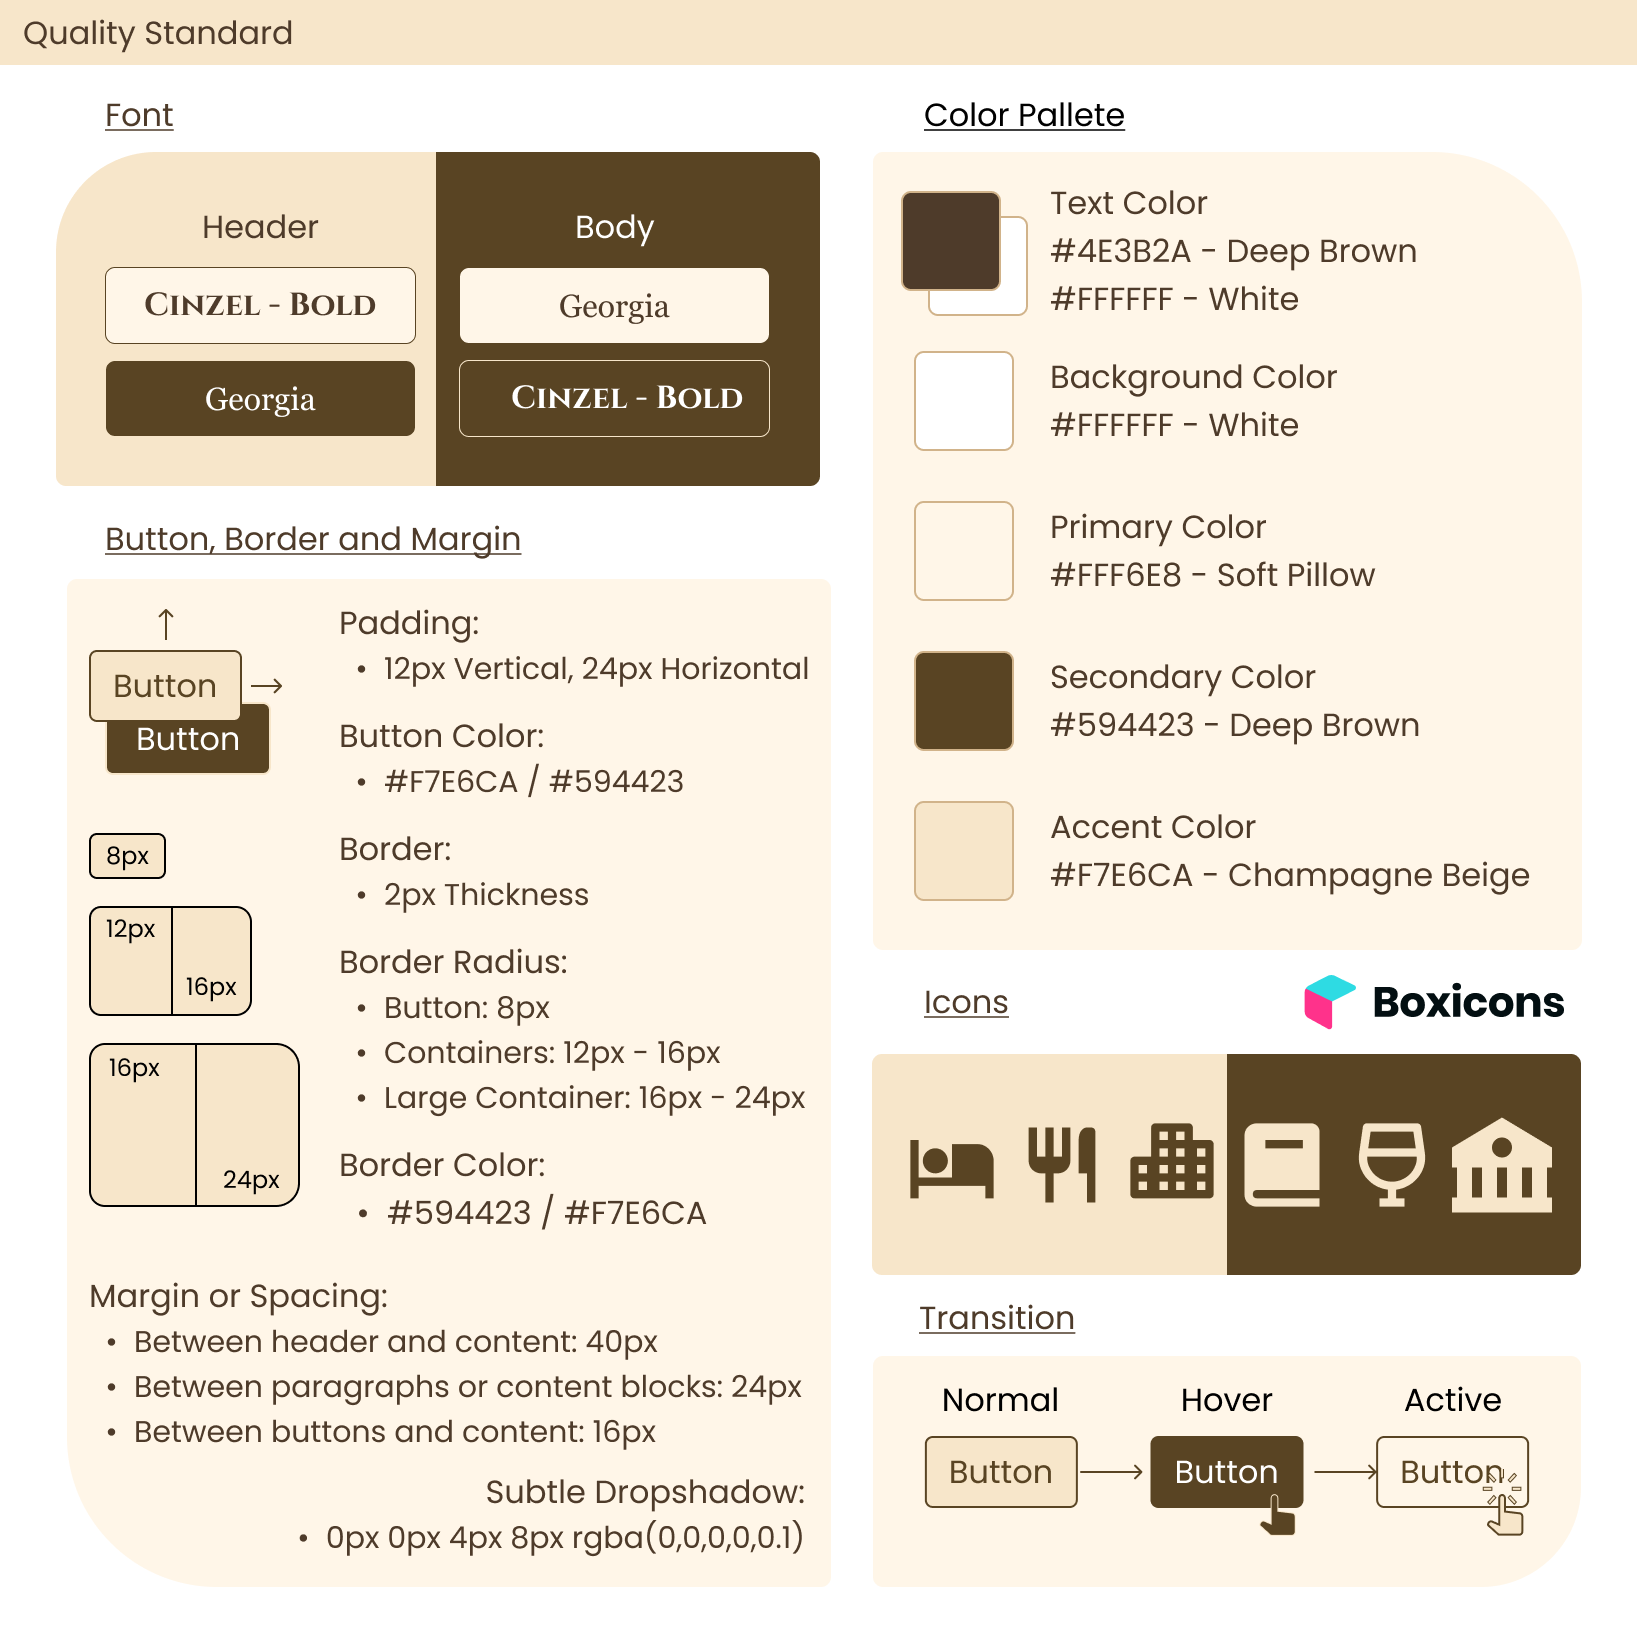 Quality Standard
Font
Header
Cinzel - Bold
Georgia
Body
Georgia
Cinzel - Bold
Button, Border and Margin
Button
Button
8px
12px
16px
16px
24px
Padding:
• 12px Vertical, 24px Horizontal
Button Color:
• #F7E6CA / #594423
Border:
• 2px Thickness
Border Radius:
• Button: 8px
• Containers: 12px - 16px
• Large Container: 16px - 24px
Border Color:
• #594423 / #F7E6CA
Margin or Spacing:
• Between header and content: 40px
• Between paragraphs or content blocks: 24px
• Between buttons and content: 16px
Subtle Dropshadow:
• 0px 0px 4px 8px rgba(0,0,0,0,0.1)
Color Pallete
Text Color
#4E3B2A - Deep Brown
#FFFFFF - White
Background Color
#FFFFFF - White
Primary Color
#FFF6E8 - Soft Pillow
Secondary Color
#594423 - Deep Brown
Accent Color
#F7E6CA - Champagne Beige
Icons
Boxicons
Transition
Normal
Hover
Active
Button
Button
Button